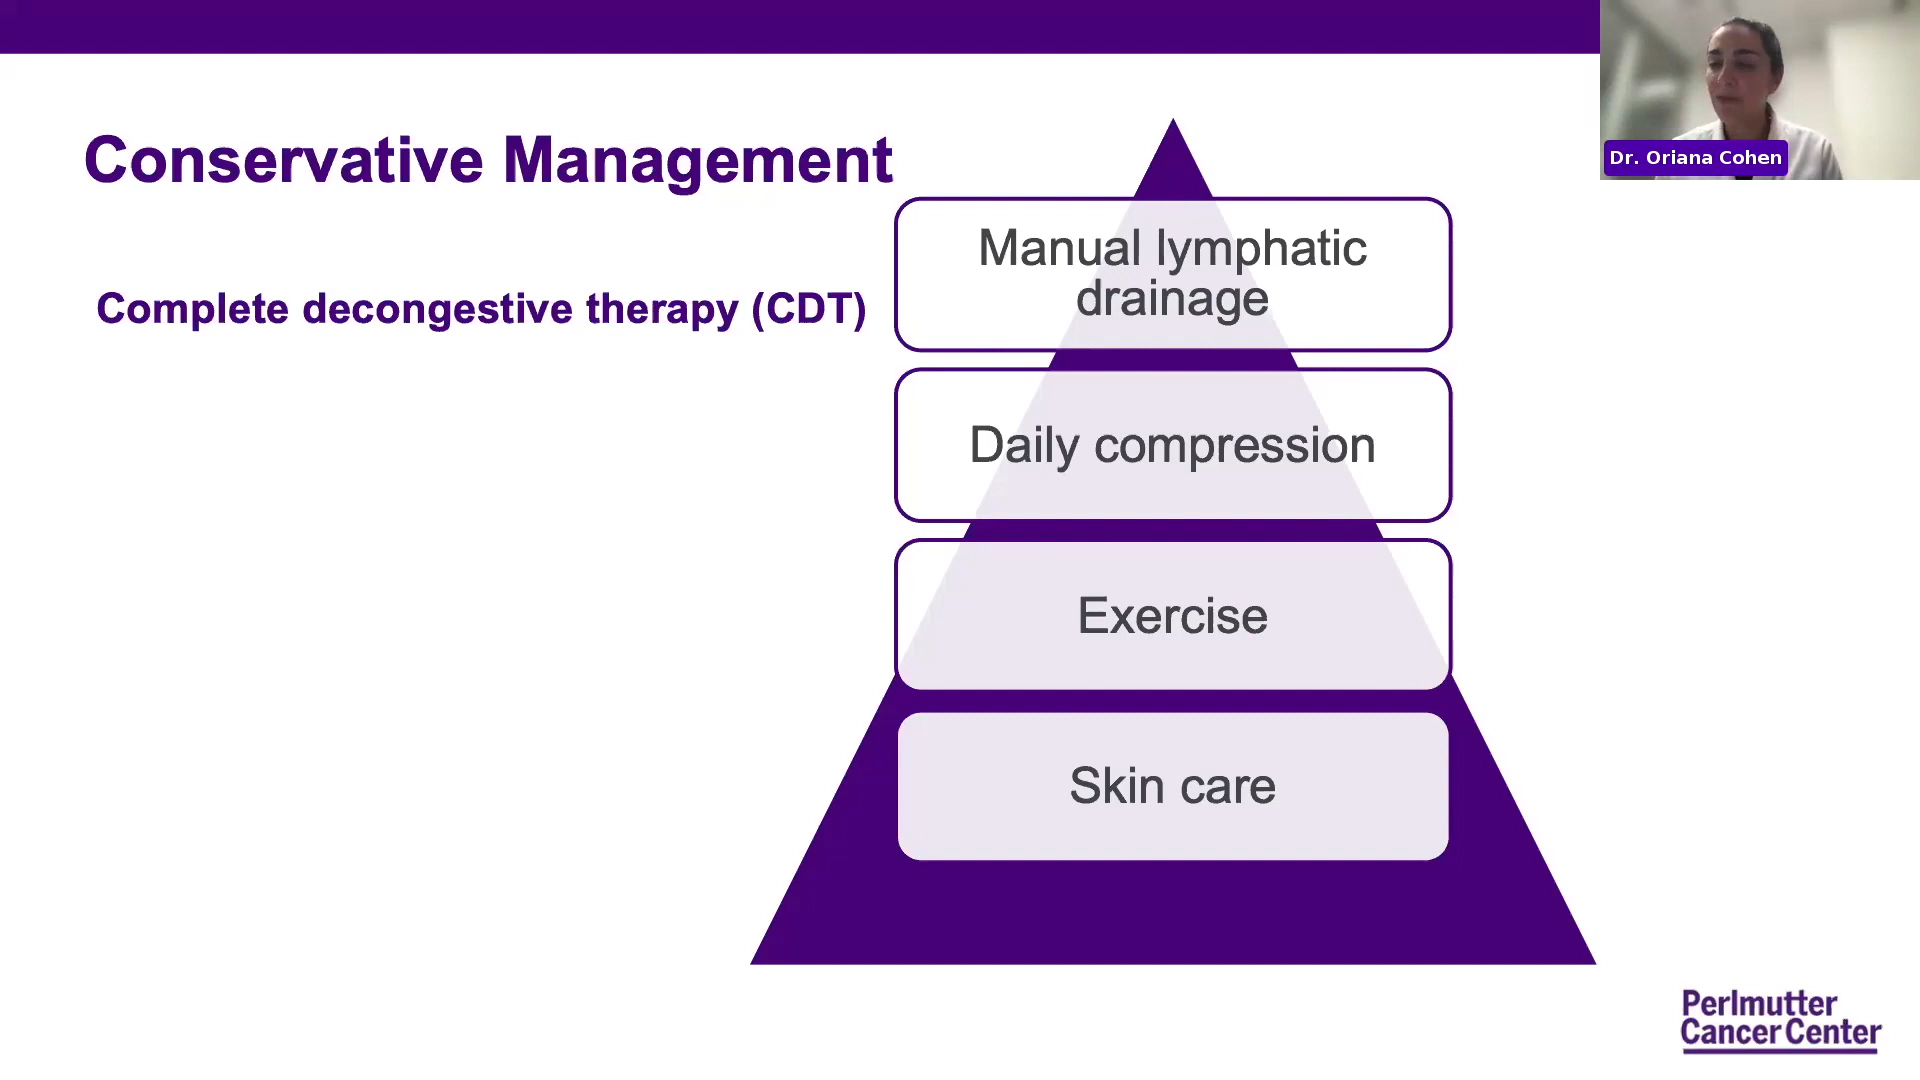 Dr. Oriana Cohen
Conservative Management
Complete decongestive therapy (CDT)
Manual lymphatic
drainage
Daily compression
Exercise
Skin care
Perlmutter
Cancer Center